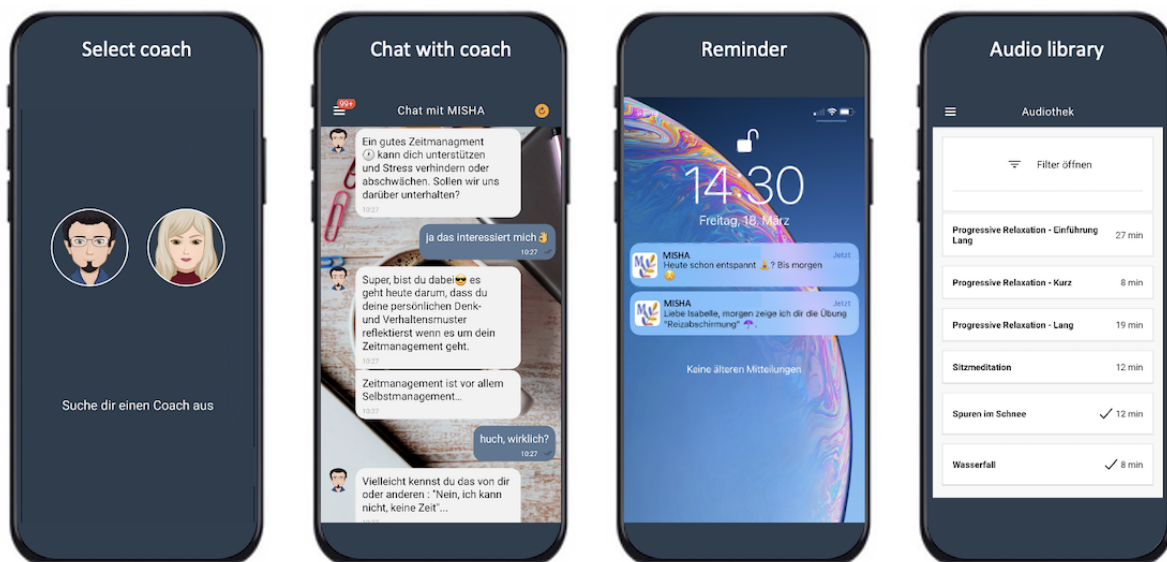 Select coach
Suche dir einen Coach aus
Chat with coach
99+
Chat mit MISHA
Ein gutes Zeitmanagment
🕐 kann dich unterstützen
und Stress verhindern oder
abschwächen. Sollen wir uns
darüber unterhalten?
10:27
ja das interessiert mich👌
10:27
Super, bist du dabei😎 es
geht heute darum, dass du
deine persönlichen Denk-
und Verhaltensmuster
reflektierst wenn es um dein
Zeitmanagement geht.
10:27
Zeitmanagement ist vor allem
Selbstmanagement...
10:27
huch, wirklich?
10:27
Vielleicht kennst du das von dir
oder anderen : "Nein, ich kann
nicht, keine Zeit"...
10:27
Reminder
14:30
Freitag, 18. März
MISHA
Jetzt
Heute schon entspannt 🧘? Bis morgen
😊
MISHA
Jetzt
Liebe Isabelle, morgen zeige ich dir die Übung
"Reizabschirmung" ☂.
Keine älteren Mitteilungen
Audio library
Audiothek
Filter öffnen
Progressive Relaxation - Einführung
Lang
27 min
Progressive Relaxation - Kurz
8 min
Progressive Relaxation - Lang
19 min
Sitzmeditation
12 min
Spuren im Schnee
✓ 12 min
Wasserfall
✓ 8 min